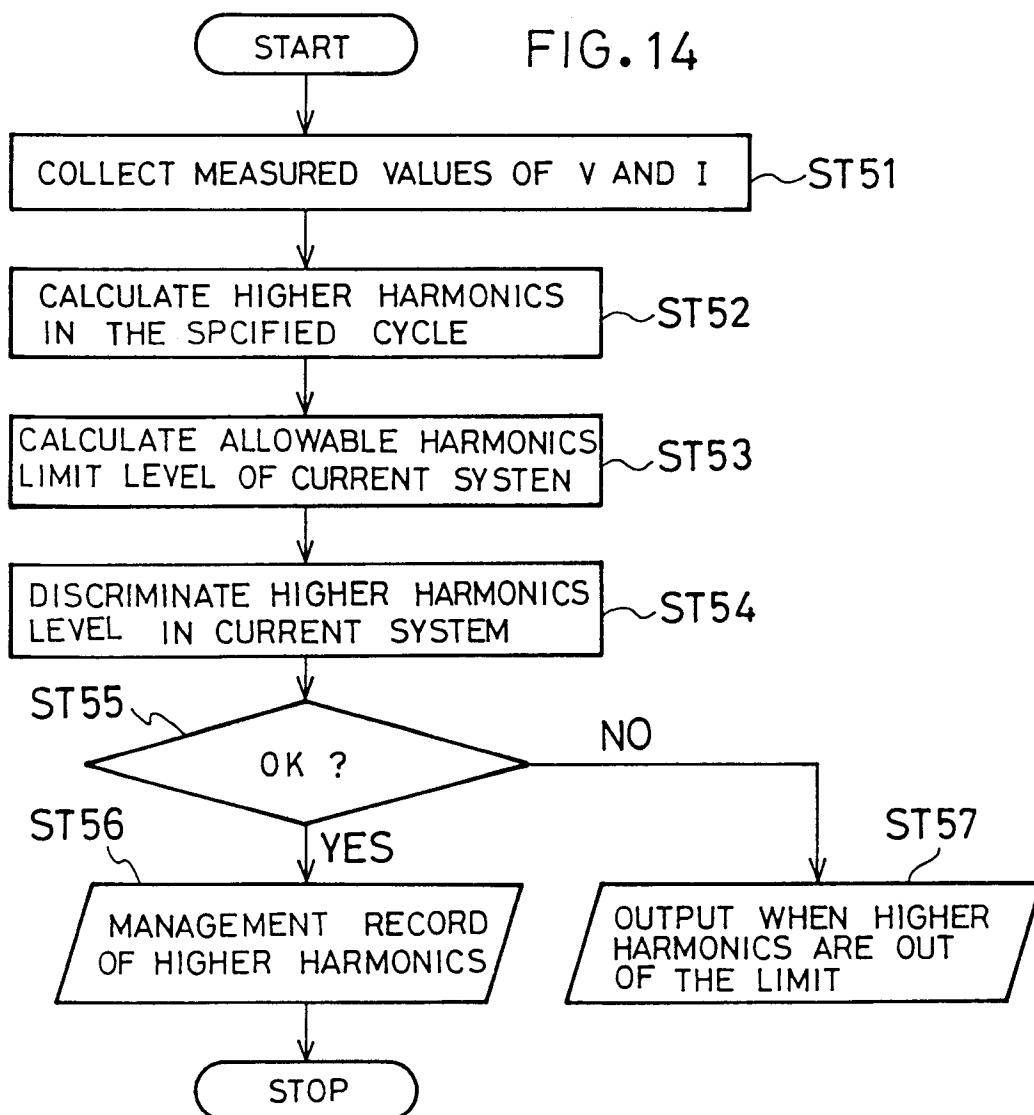 START
FIG. 14
COLLECT MEASURED VALUES OF V AND I
ST51
CALCULATE HIGHER HARMONICS
IN THE SPCIFIED CYCLE
ST52
CALCULATE ALLOWABLE HARMONICS
LIMIT LEVEL OF CURRENT SYSTEN
ST53
DISCRIMINATE HIGHER HARMONICS
LEVEL IN CURRENT SYSTEM
ST54
ST55
OK ?
NO
YES
ST56
MANAGEMENT RECORD
OF HIGHER HARMONICS
ST57
OUTPUT WHEN HIGHER
HARMONICS ARE OUT
OF THE LIMIT
STOP